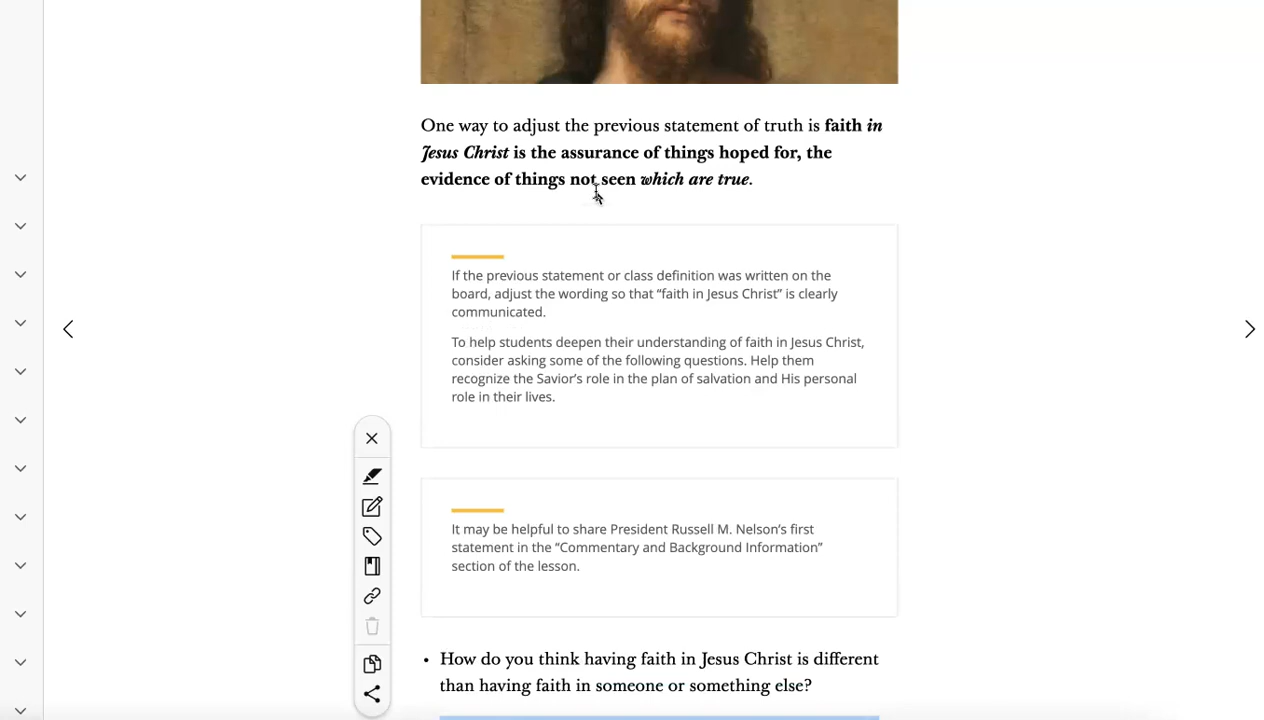 One way to adjust the previous statement of truth is faith in
Jesus Christ is the assurance of things hoped for, the
evidence of things not seen which are true.
If the previous statement or class definition was written on the
board, adjust the wording so that “faith in Jesus Christ” is clearly
communicated.
To help students deepen their understanding of faith in Jesus Christ,
consider asking some of the following questions. Help them
recognize the Savior’s role in the plan of salvation and His personal
role in their lives.
It may be helpful to share President Russell M. Nelson’s first
statement in the “Commentary and Background Information”
section of the lesson.
• How do you think having faith in Jesus Christ is different
than having faith in someone or something else?